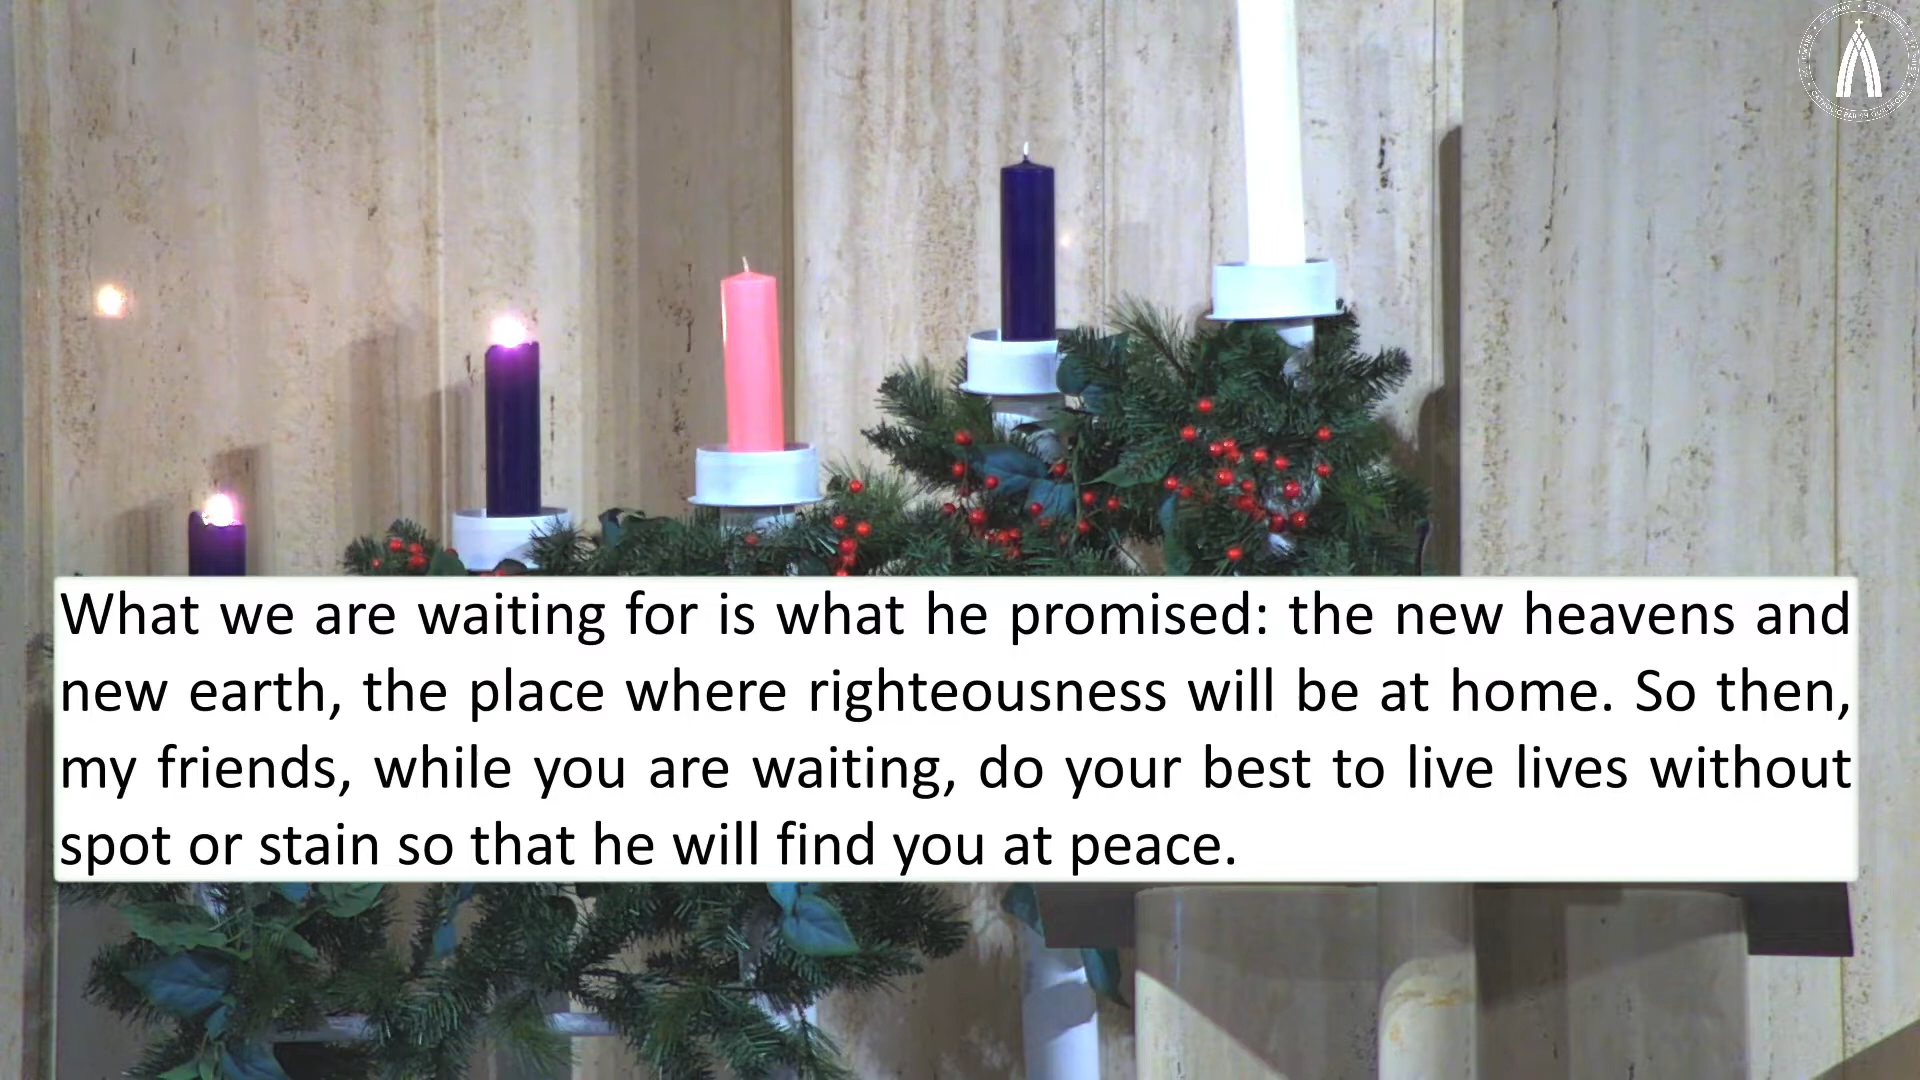 What we are waiting for is what he promised: the new heavens and
new earth, the place where righteousness will be at home. So then,
my friends, while you are waiting, do your best to live lives without
spot or stain so that he will find you at peace.